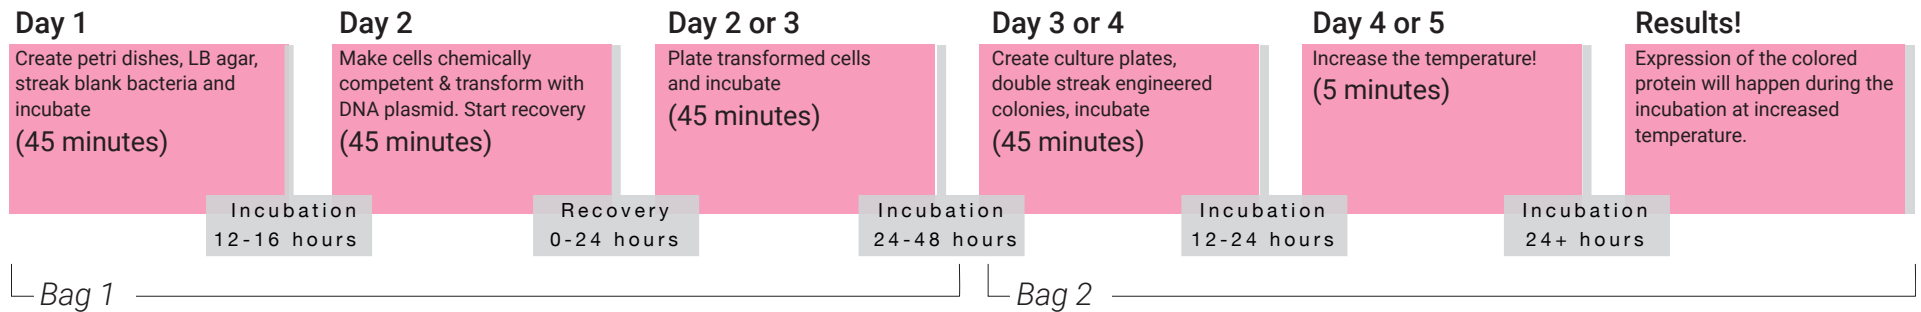 Day 1
Create petri dishes, LB agar,
streak blank bacteria and
incubate
(45 minutes)
Incubation
12-16 hours
Day 2
Make cells chemically
competent & transform with
DNA plasmid. Start recovery
(45 minutes)
Recovery
0-24 hours
Day 2 or 3
Plate transformed cells
and incubate
(45 minutes)
Incubation
24-48 hours
Day 3 or 4
Create culture plates,
double streak engineered
colonies, incubate
(45 minutes)
Incubation
12-24 hours
Day 4 or 5
Increase the temperature!
(5 minutes)
Incubation
24+ hours
Results!
Expression of the colored
protein will happen during the
incubation at increased
temperature.
Bag 1
Bag 2